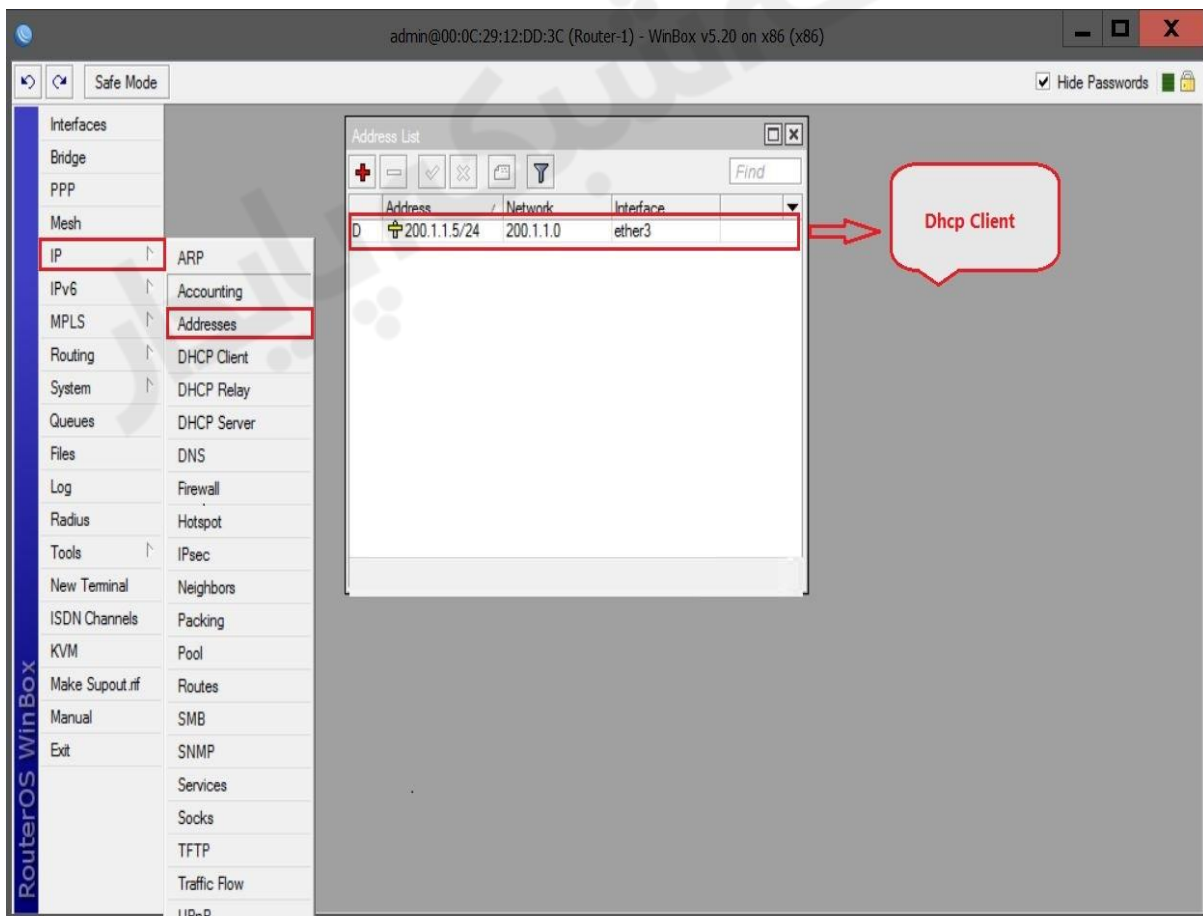 admin@00:0C:29:12:DD:3C (Router-1) - WinBox v5.20 on x86 (x86)
X
Safe Mode
Hide Passwords
Interfaces
Bridge
PPP
Mesh
IP
IPv6
MPLS
Routing
System
Queues
Files
Log
Radius
Tools
New Terminal
ISDN Channels
KVM
Make Supout.rif
Manual
Exit
RouterOS WinBox
ARP
Accounting
Addresses
DHCP Client
DHCP Relay
DHCP Server
DNS
Firewall
Hotspot
IPsec
Neighbors
Packing
Pool
Routes
SMB
SNMP
Services
Socks
TFTP
Traffic Flow
UPnP
Address List
Find
Address Network Interface
D 200.1.1.5/24 200.1.1.0 ether3
Dhcp Client